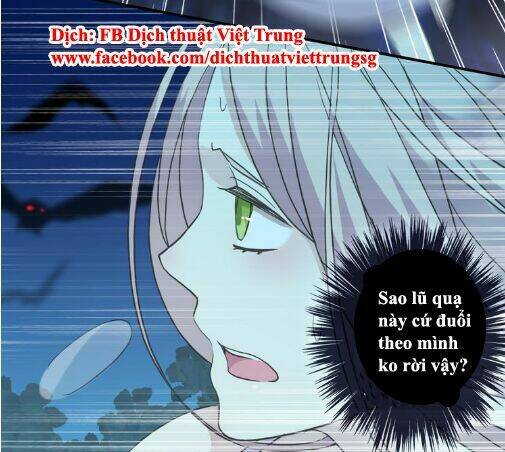 Dịch: FB Dịch thuật Việt Trung
www.facebook.com/dichthuatviettrungsg
Sao lũ quạ
này cứ đuổi
theo mình
ko rời vậy?